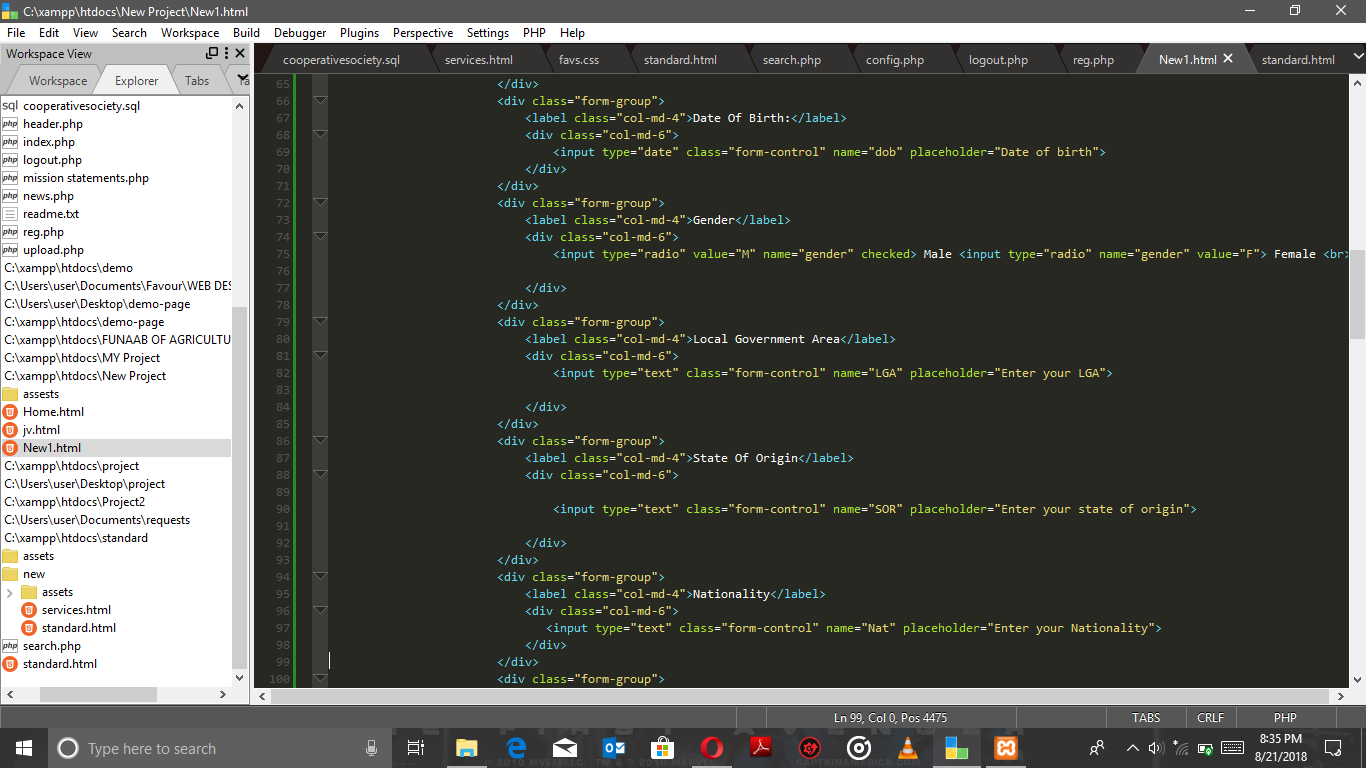 C:\xampp\htdocs\New Project\New1.html
File Edit View Search Workspace Build Debugger Plugins Perspective Settings PHP Help
Workspace View
Workspace Explorer Tabs Ta
cooperativesociety.sql services.html favs.css standard.html search.php config.php logout.php reg.php New1.html standard.html
sql cooperativesociety.sql
php header.php
php index.php
php logout.php
php mission statements.php
php news.php
readme.txt
php reg.php
php upload.php
C:\xampp\htdocs\demo
C:\Users\user\Documents\Favour\WEB DES
C:\Users\user\Desktop\demo-page
C:\xampp\htdocs\demo-page
C:\xampp\htdocs\FUNAAB OF AGRICULTU
C:\xampp\htdocs\MY Project
C:\xampp\htdocs\New Project
assests
Home.html
jv.html
New1.html
C:\xampp\htdocs\project
C:\Users\user\Desktop\project
C:\xampp\htdocs\Project2
C:\Users\user\Documents\requests
C:\xampp\htdocs\standard
assets
new
assets
services.html
standard.html
php search.php
standard.html
65 </div>
66 <div class="form-group">
67 <label class="col-md-4">Date Of Birth:</label>
68 <div class="col-md-6">
69 <input type="date" class="form-control" name="dob" placeholder="Date of birth">
70 </div>
71 </div>
72 <div class="form-group">
73 <label class="col-md-4">Gender</label>
74 <div class="col-md-6">
75 <input type="radio" value="M" name="gender" checked> Male <input type="radio" name="gender" value="F"> Female <br>
76
77 </div>
78 </div>
79 <div class="form-group">
80 <label class="col-md-4">Local Government Area</label>
81 <div class="col-md-6">
82 <input type="text" class="form-control" name="LGA" placeholder="Enter your LGA">
83
84 </div>
85 </div>
86 <div class="form-group">
87 <label class="col-md-4">State Of Origin</label>
88 <div class="col-md-6">
89
90 <input type="text" class="form-control" name="SOR" placeholder="Enter your state of origin">
91
92 </div>
93 </div>
94 <div class="form-group">
95 <label class="col-md-4">Nationality</label>
96 <div class="col-md-6">
97 <input type="text" class="form-control" name="Nat" placeholder="Enter your Nationality">
98 </div>
99 </div>
100 <div class="form-group">
Ln 99, Col 0, Pos 4475 TABS CRLF PHP
Type here to search
8:35 PM
8/21/2018